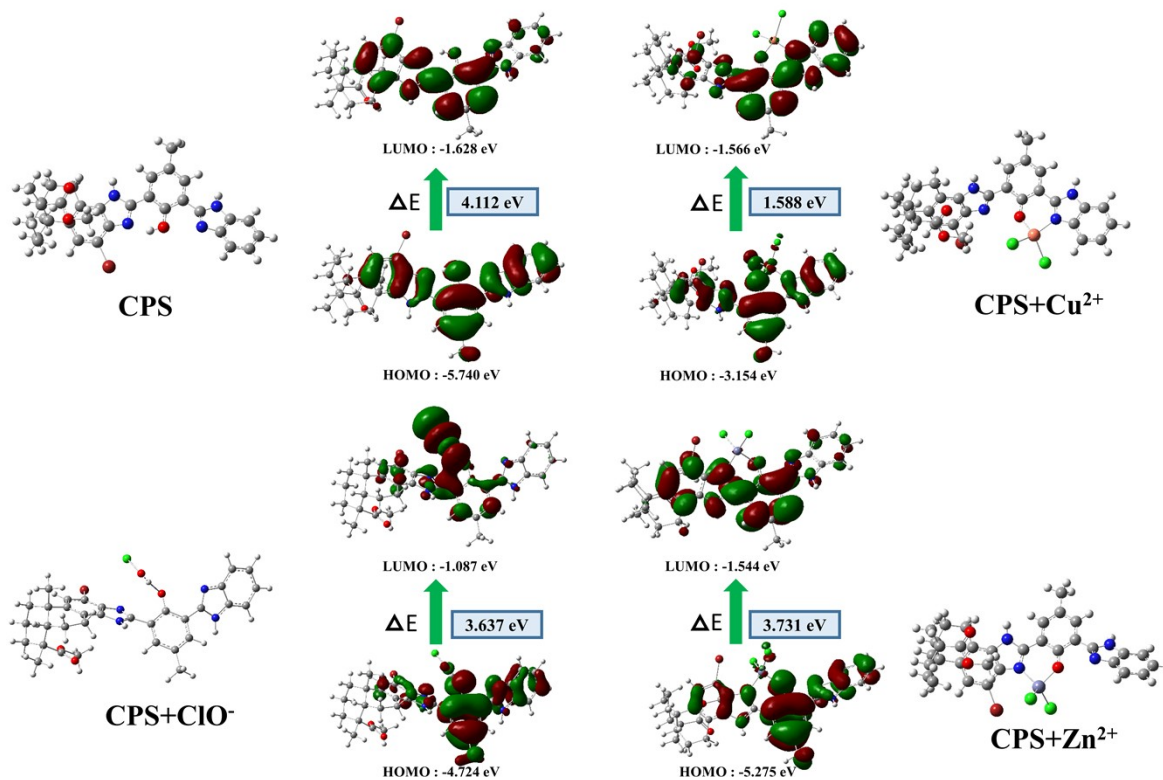 LUMO : -1.628 eV
ΔE
4.112 eV
HOMO : -5.740 eV
CPS
LUMO : -1.566 eV
ΔE
1.588 eV
HOMO : -3.154 eV
CPS+Cu²⁺
LUMO : -1.087 eV
ΔE
3.637 eV
HOMO : -4.724 eV
CPS+ClO⁻
LUMO : -1.544 eV
ΔE
3.731 eV
HOMO : -5.275 eV
CPS+Zn²⁺